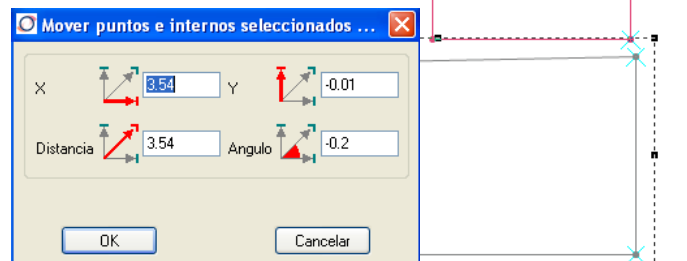 Mover puntos e internos seleccionados ...
X 3.54 Y -0.01
Distancia 3.54 Angulo -0.2
OK Cancelar